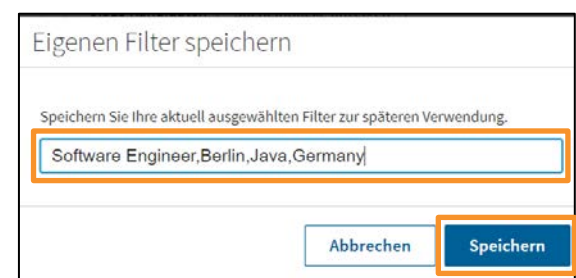 Eigenen Filter speichern
Speichern Sie Ihre aktuell ausgewählten Filter zur späteren Verwendung.
Software Engineer,Berlin,Java,Germany
Abbrechen Speichern